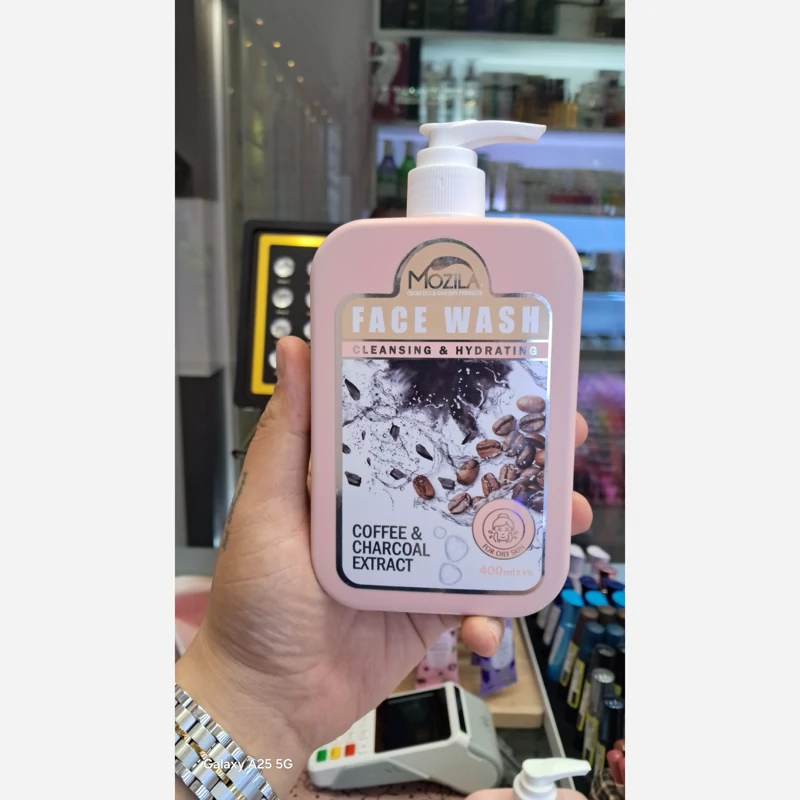 MOZILA
FACE WASH
CLEANSING & HYDRATING
COFFEE &
CHARCOAL
EXTRACT
FOR OILY SKIN
400ml
Galaxy A25 5G